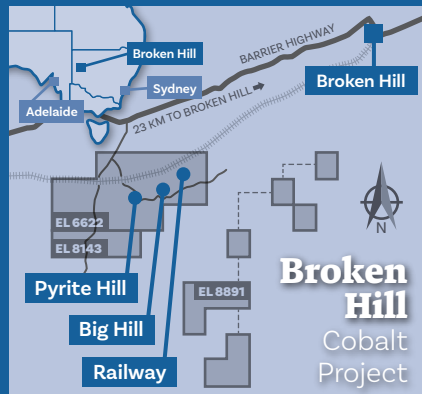 Broken Hill
Sydney
Adelaide
BARRIER HIGHWAY
Broken Hill
23 KM TO BROKEN HILL
EL 6622
EL 8143
EL 8891
N
Pyrite Hill
Big Hill
Railway
Broken
Hill
Cobalt
Project